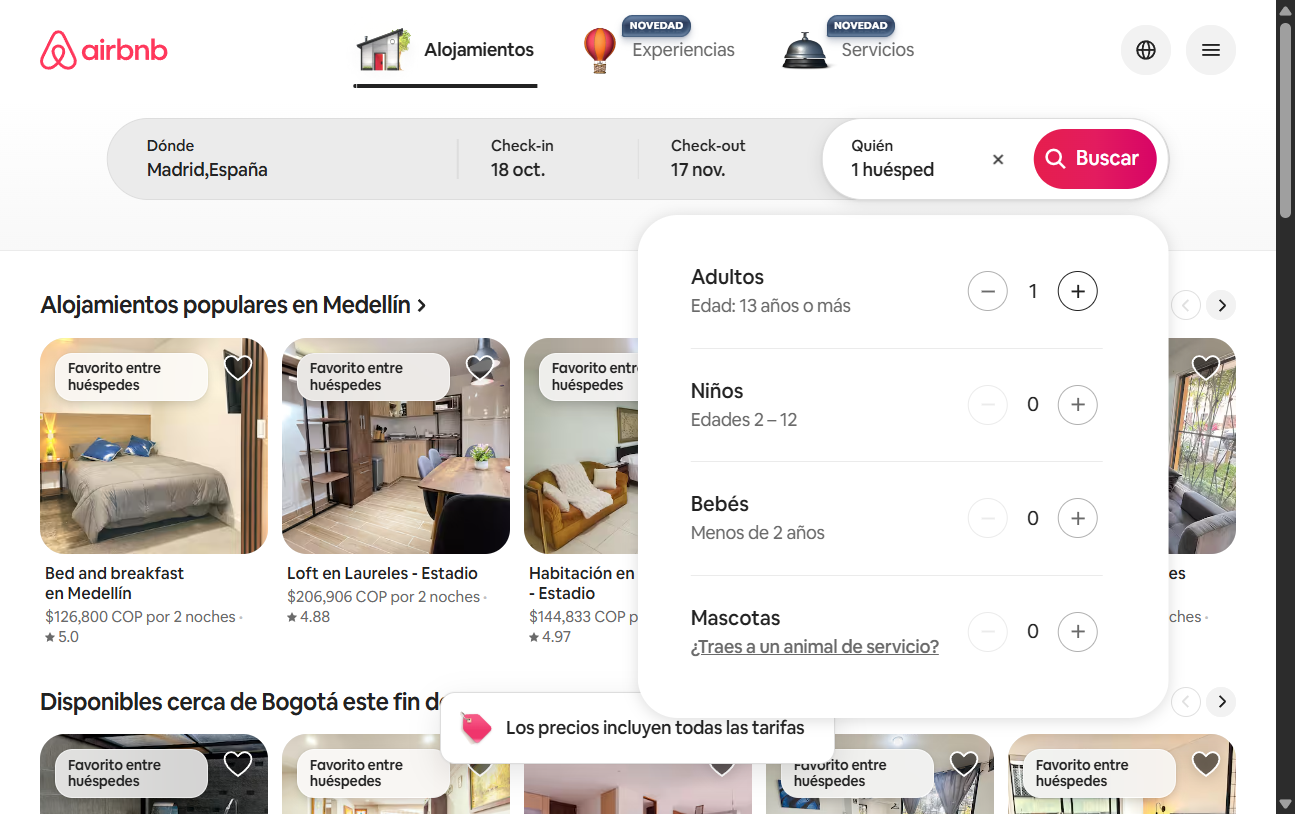 airbnb
Alojamientos
NOVEDAD
Experiencias
NOVEDAD
Servicios
Dónde
Madrid,España
Check-in
18 oct.
Check-out
17 nov.
Quién
1 huésped
Buscar
Adultos
Edad: 13 años o más
1
Niños
Edades 2 – 12
0
Bebés
Menos de 2 años
0
Mascotas
¿Traes a un animal de servicio?
0
Alojamientos populares en Medellín
Favorito entre
huéspedes
Favorito entre
huéspedes
Favorito entr
huéspedes
Bed and breakfast
en Medellín
$126,800 COP por 2 noches ·
5.0
Loft en Laureles - Estadio
$206,906 COP por 2 noches ·
4.88
Habitación en
- Estadio
$144,833 COP p
4.97
es
ches ·
Disponibles cerca de Bogotá este fin de
Los precios incluyen todas las tarifas
Favorito entre
huéspedes
Favorito entre
huéspedes
Favorito entre
huéspedes
Favorito entre
huéspedes